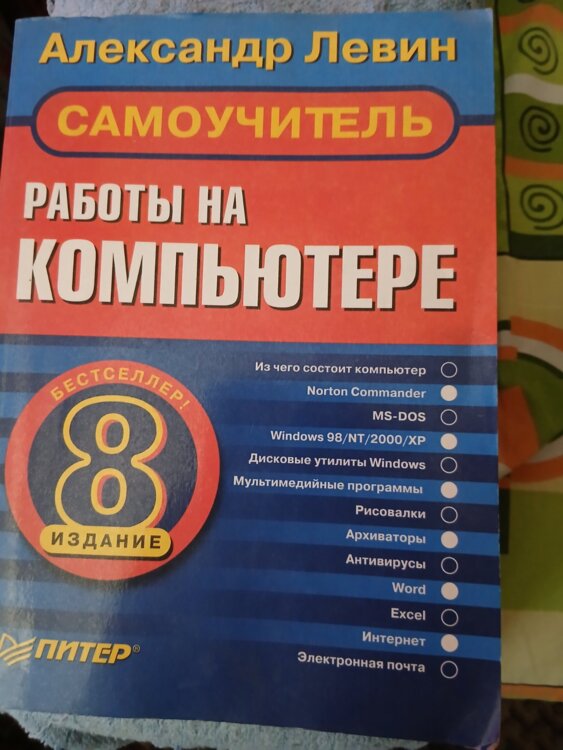 Александр Левин
САМОУЧИТЕЛЬ
РАБОТЫ НА
КОМПЬЮТЕРЕ
БЕСТСЕЛЛЕР!
8
ИЗДАНИЕ
Из чего состоит компьютер
Norton Commander
MS-DOS
Windows 98/NT/2000/XP
Дисковые утилиты Windows
Мультимедийные программы
Рисовалки
Архиваторы
Антивирусы
Word
Excel
Интернет
Электронная почта
ПИТЕР®